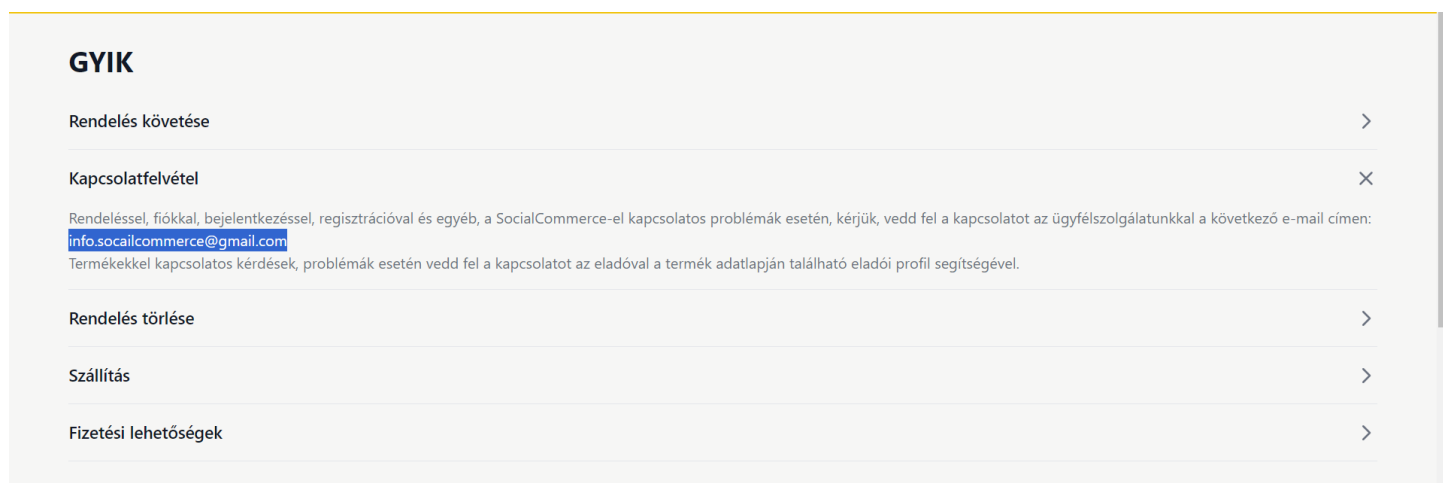 GYIK
Rendelés követése
Kapcsolatfelvétel
Rendeléssel, fiókkal, bejelentkezéssel, regisztrációval és egyéb, a SocialCommerce-el kapcsolatos problémák esetén, kérjük, vedd fel a kapcsolatot az ügyfélszolgálatunkkal a következő e-mail címen:
info.socailcommerce@gmail.com
Termékekkel kapcsolatos kérdések, problémák esetén vedd fel a kapcsolatot az eladóval a termék adatlapján található eladói profil segítségével.
Rendelés törlése
Szállítás
Fizetési lehetőségek